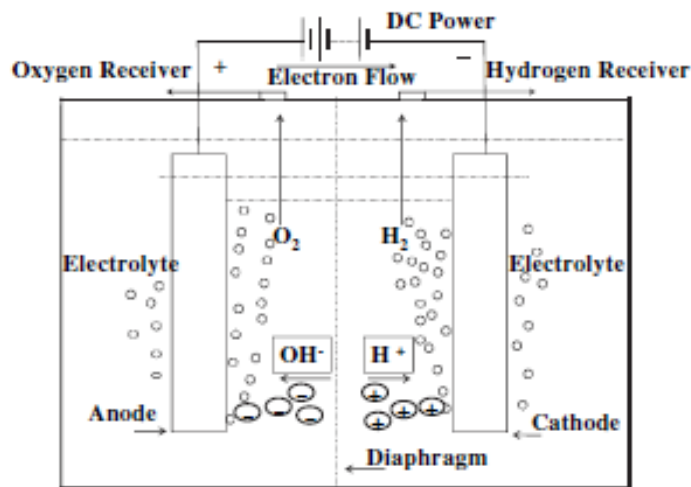 DC Power
Oxygen Receiver + Electron Flow − Hydrogen Receiver
O₂ H₂
Electrolyte Electrolyte
OH⁻ H⁺
Anode Cathode
Diaphragm